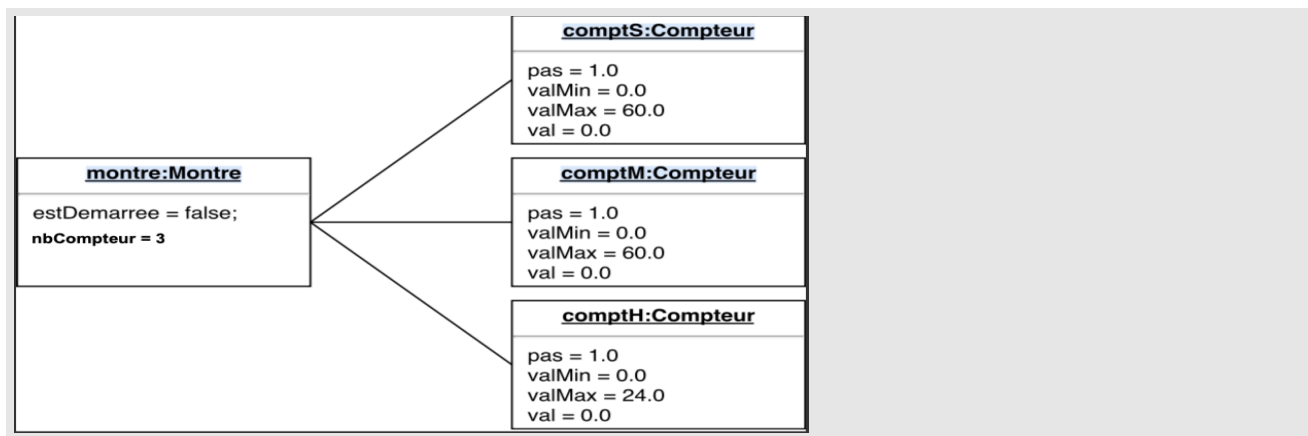 comptS:Compteur
pas = 1.0
valMin = 0.0
valMax = 60.0
val = 0.0
montre:Montre
estDemarree = false;
nbCompteur = 3
comptM:Compteur
pas = 1.0
valMin = 0.0
valMax = 60.0
val = 0.0
comptH:Compteur
pas = 1.0
valMin = 0.0
valMax = 24.0
val = 0.0